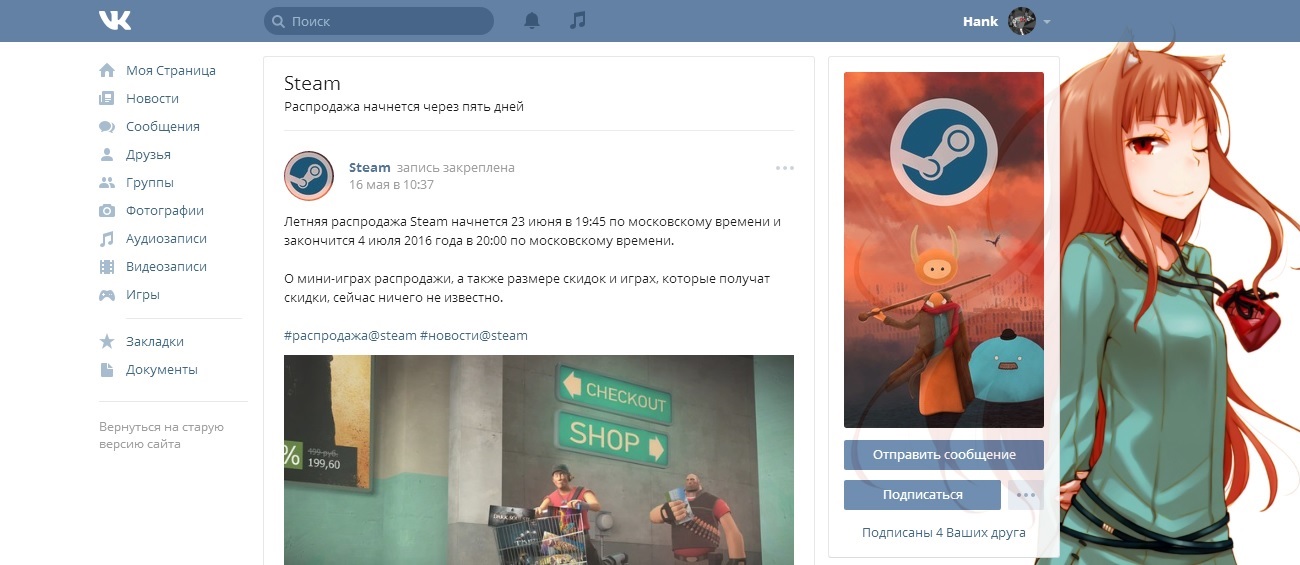 Поиск
Hank
Моя Страница
Новости
Сообщения
Друзья
Группы
Фотографии
Аудиозаписи
Видеозаписи
Игры
Закладки
Документы
Вернуться на старую
версию сайта
Steam
Распродажа начнется через пять дней
Steam запись закреплена
16 мая в 10:37
Летняя распродажа Steam начнется 23 июня в 19:45 по московскому времени и
закончится 4 июля 2016 года в 20:00 по московскому времени.
О мини-играх распродажи, а также размере скидок и играх, которые получат
скидки, сейчас ничего не известно.
#распродажа@steam #новости@steam
CHECKOUT
SHOP
%
499 руб.
199,60
DARK SOULS
Отправить сообщение
Подписаться
Подписаны 4 Ваших друга